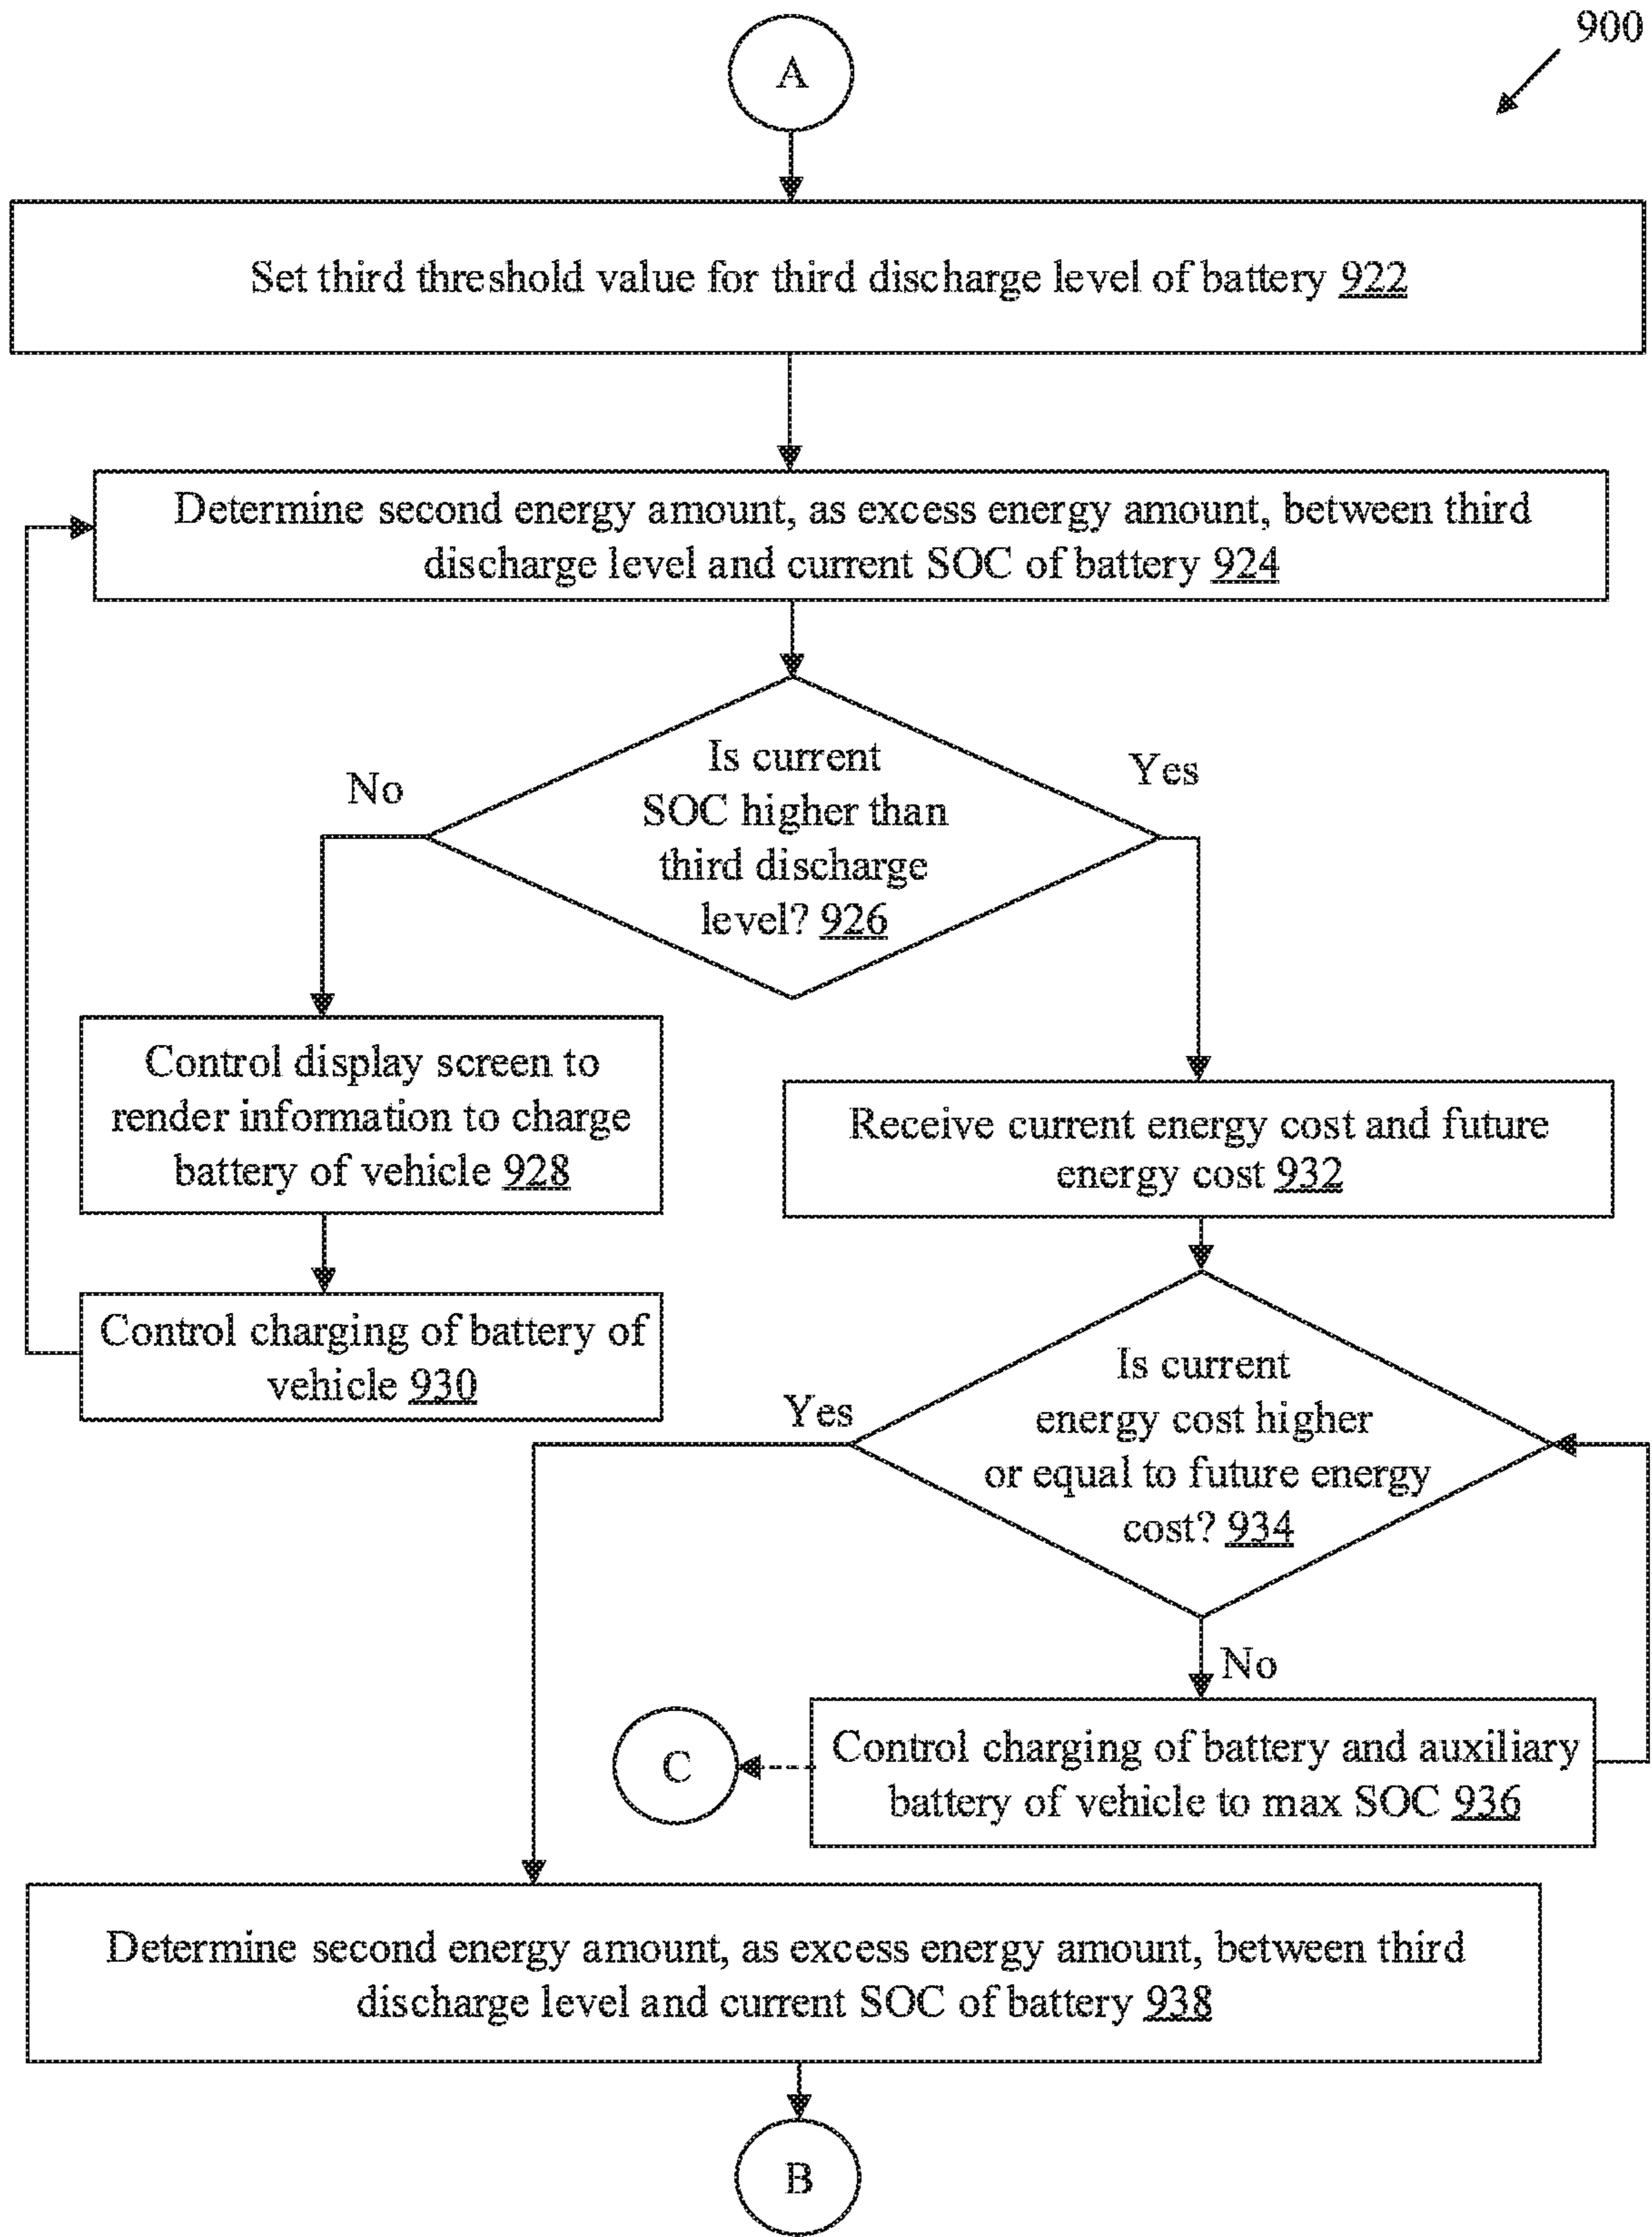 900
A
Set third threshold value for third discharge level of battery 922
Determine second energy amount, as excess energy amount, between third
discharge level and current SOC of battery 924
Is current
SOC higher than
third discharge
level? 926
No
Yes
Control display screen to
render information to charge
battery of vehicle 928
Receive current energy cost and future
energy cost 932
Control charging of battery of
vehicle 930
Is current
energy cost higher
or equal to future energy
cost? 934
Yes
No
C
Control charging of battery and auxiliary
battery of vehicle to max SOC 936
Determine second energy amount, as excess energy amount, between third
discharge level and current SOC of battery 938
B